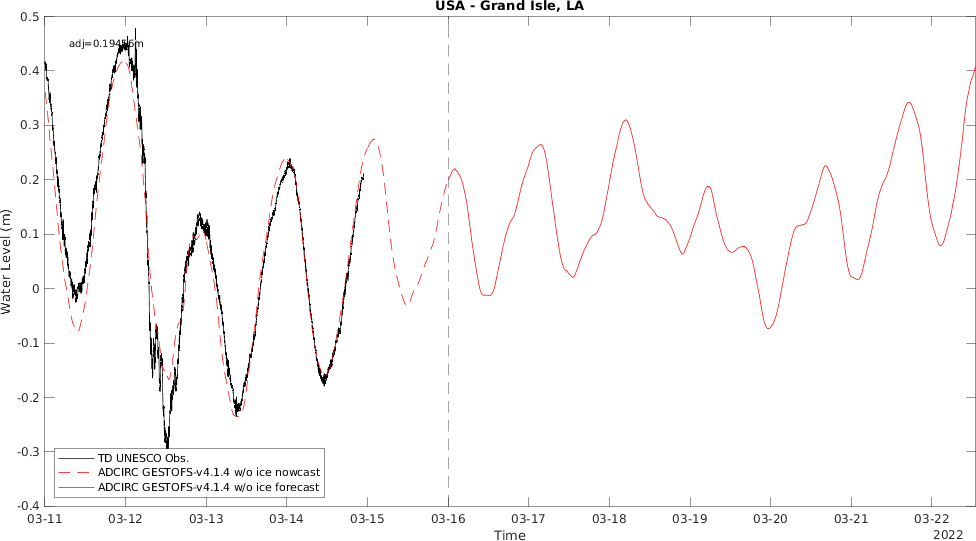 USA - Grand Isle, LA
0.5
adj=0.19456m
0.4
0.3
0.2
0.1
0
-0.1
-0.2
-0.3
-0.4
Water Level (m)
TD UNESCO Obs.
ADCIRC GESTOFS-v4.1.4 w/o ice nowcast
ADCIRC GESTOFS-v4.1.4 w/o ice forecast
03-11 03-12 03-13 03-14 03-15 03-16 03-17 03-18 03-19 03-20 03-21 03-22
Time
2022